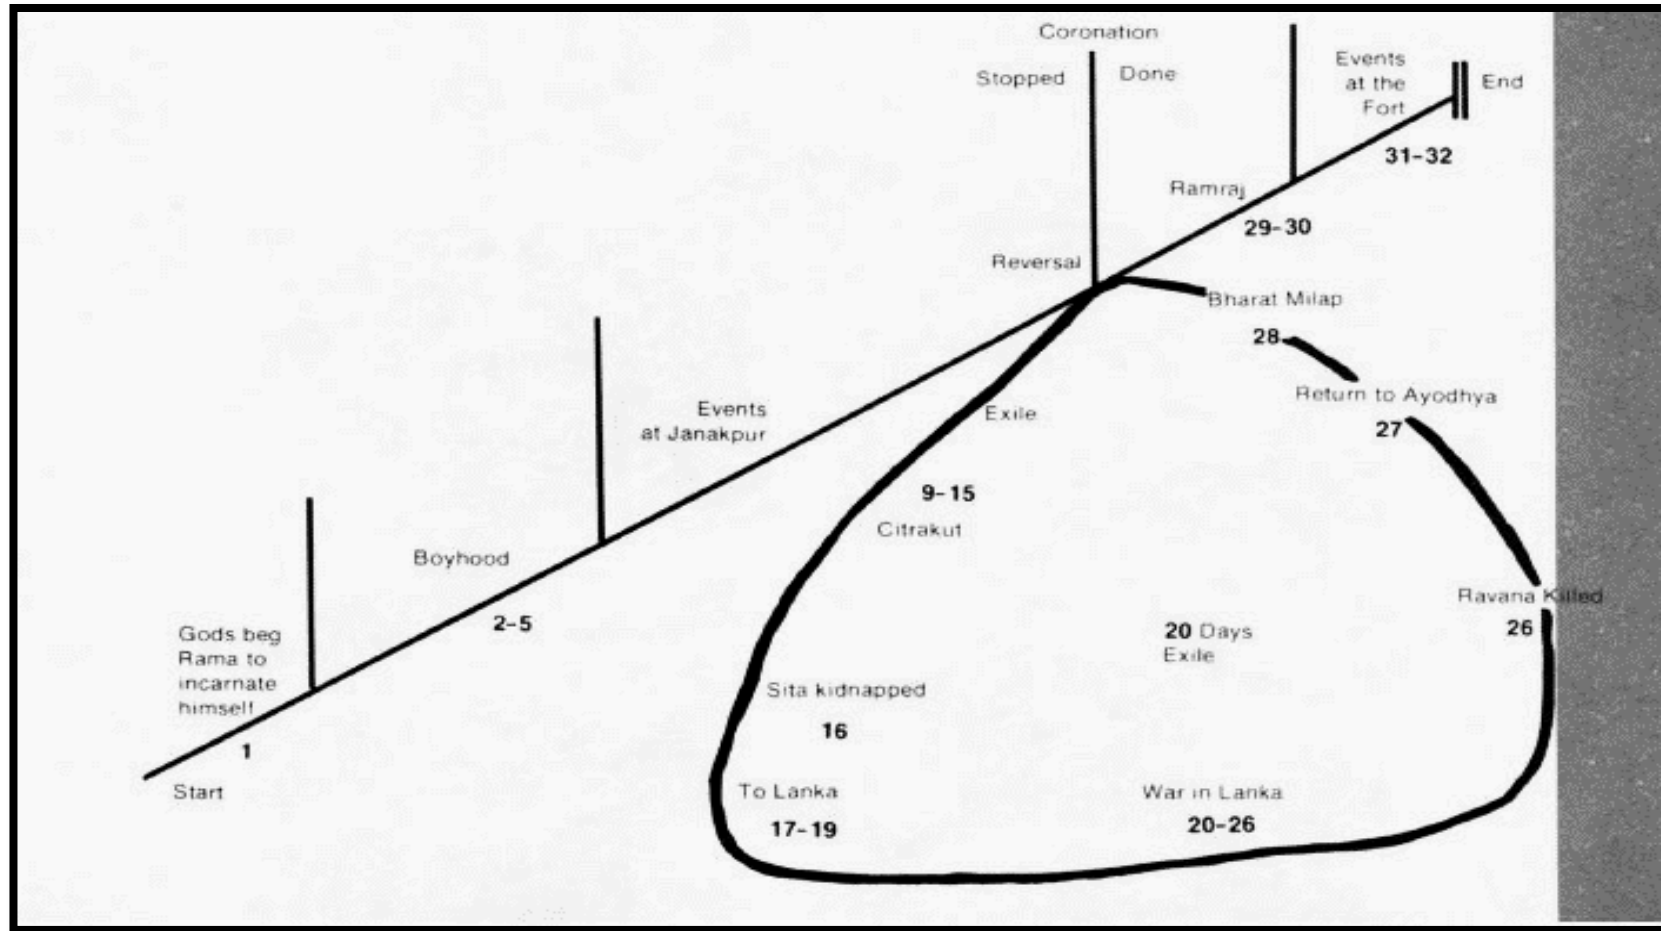 Coronation
Stopped
Done
Events
at the
Fort
End
31-32
Ramraj
29-30
Reversal
Bharat Milap
28
Return to Ayodhya
27
Events
at Janakpur
Exile
9-15
Citrakut
Boyhood
2-5
Ravana Killed
26
20 Days
Exile
Gods beg
Rama to
incarnate
himself
1
Start
Sita kidnapped
16
To Lanka
17-19
War in Lanka
20-26